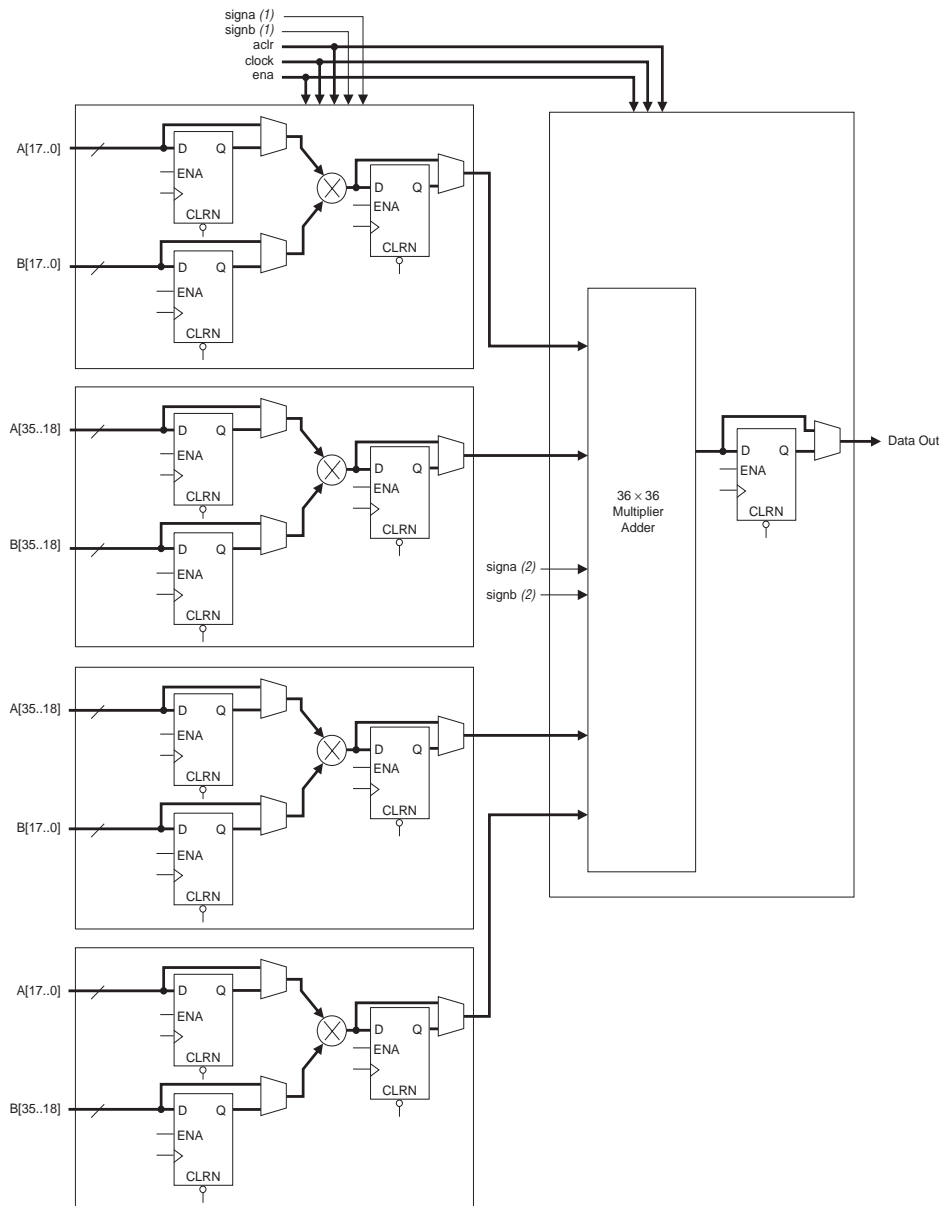 signa (1)
signb (1)
aclr
clock
ena
A[17..0]
D Q
ENA
CLRN
D Q
ENA
CLRN
B[17..0]
D Q
ENA
CLRN
A[35..18]
D Q
ENA
CLRN
D Q
ENA
CLRN
B[35..18]
D Q
ENA
CLRN
36 × 36
Multiplier
Adder
signa (2)
signb (2)
D Q
ENA
CLRN
Data Out
A[35..18]
D Q
ENA
CLRN
D Q
ENA
CLRN
B[17..0]
D Q
ENA
CLRN
A[17..0]
D Q
ENA
CLRN
D Q
ENA
CLRN
B[35..18]
D Q
ENA
CLRN